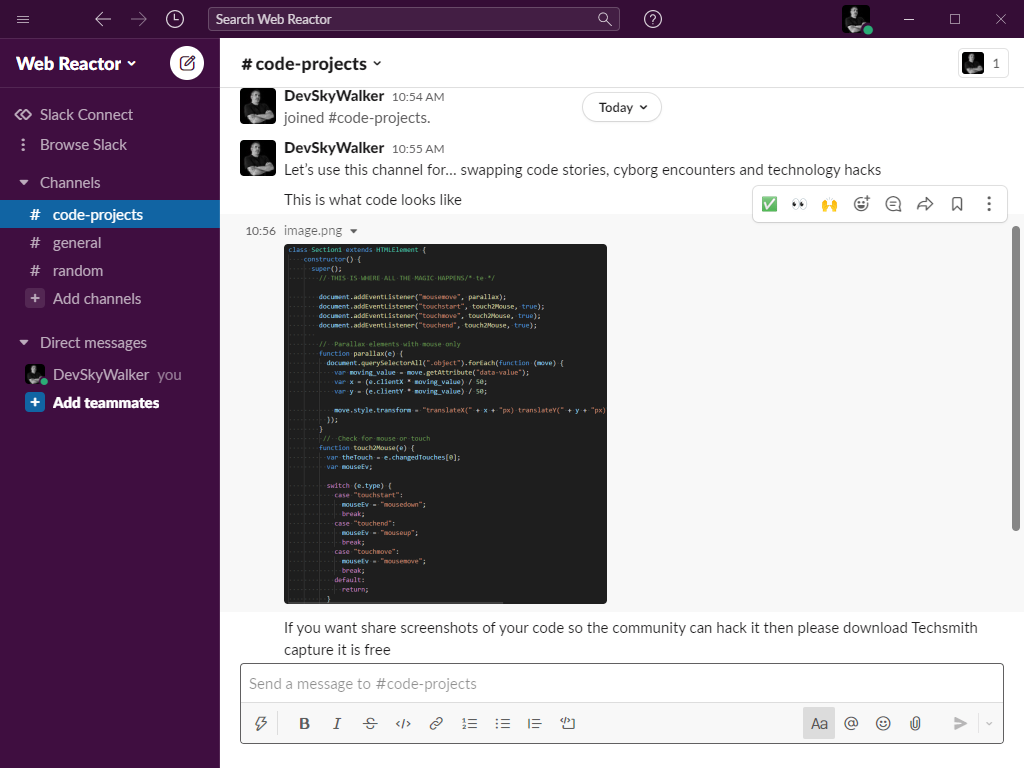 Search Web Reactor
Web Reactor
# code-projects
1
Slack Connect
Browse Slack
Channels
# code-projects
# general
# random
+ Add channels
Direct messages
DevSkyWalker you
+ Add teammates
DevSkyWalker 10:54 AM
joined #code-projects.
Today
DevSkyWalker 10:55 AM
Let's use this channel for... swapping code stories, cyborg encounters and technology hacks
This is what code looks like
10:56 image.png
class Section1 extends HTMLElement {
constructor() {
super();
// THIS IS WHERE ALL THE MAGIC HAPPENS/* te */
document.addEventListener("mousemove", parallax);
document.addEventListener("touchstart", touch2Mouse, true);
document.addEventListener("touchmove", touch2Mouse, true);
document.addEventListener("touchend", touch2Mouse, true);
// Parallax elements with mouse only
function parallax(e) {
document.querySelectorAll(".object").forEach(function (move) {
var moving_value = move.getAttribute("data-value");
var x = (e.clientX * moving_value) / 50;
var y = (e.clientY * moving_value) / 50;
move.style.transform = "translateX(" + x + "px) translateY(" + y + "px)
});
}
// Check for mouse or touch
function touch2Mouse(e) {
var theTouch = e.changedTouches[0];
var mouseEv;
switch (e.type) {
case "touchstart":
mouseEv = "mousedown";
break;
case "touchend":
mouseEv = "mouseup";
break;
case "touchmove":
mouseEv = "mousemove";
break;
default:
return;
}
If you want share screenshots of your code so the community can hack it then please download Techsmith
capture it is free
Send a message to #code-projects
B I S </> Aa @